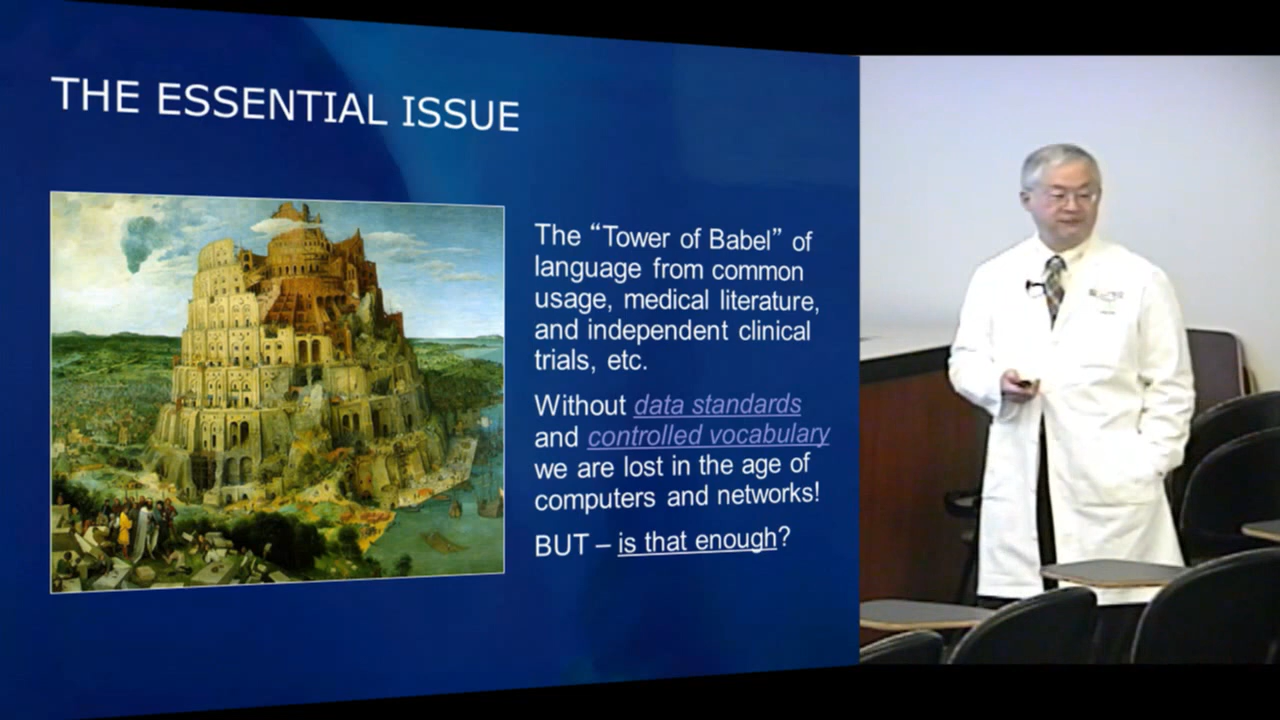 THE ESSENTIAL ISSUE
The “Tower of Babel” of
language from common
usage, medical literature,
and independent clinical
trials, etc.
Without data standards
and controlled vocabulary
we are lost in the age of
computers and networks!
BUT – is that enough?